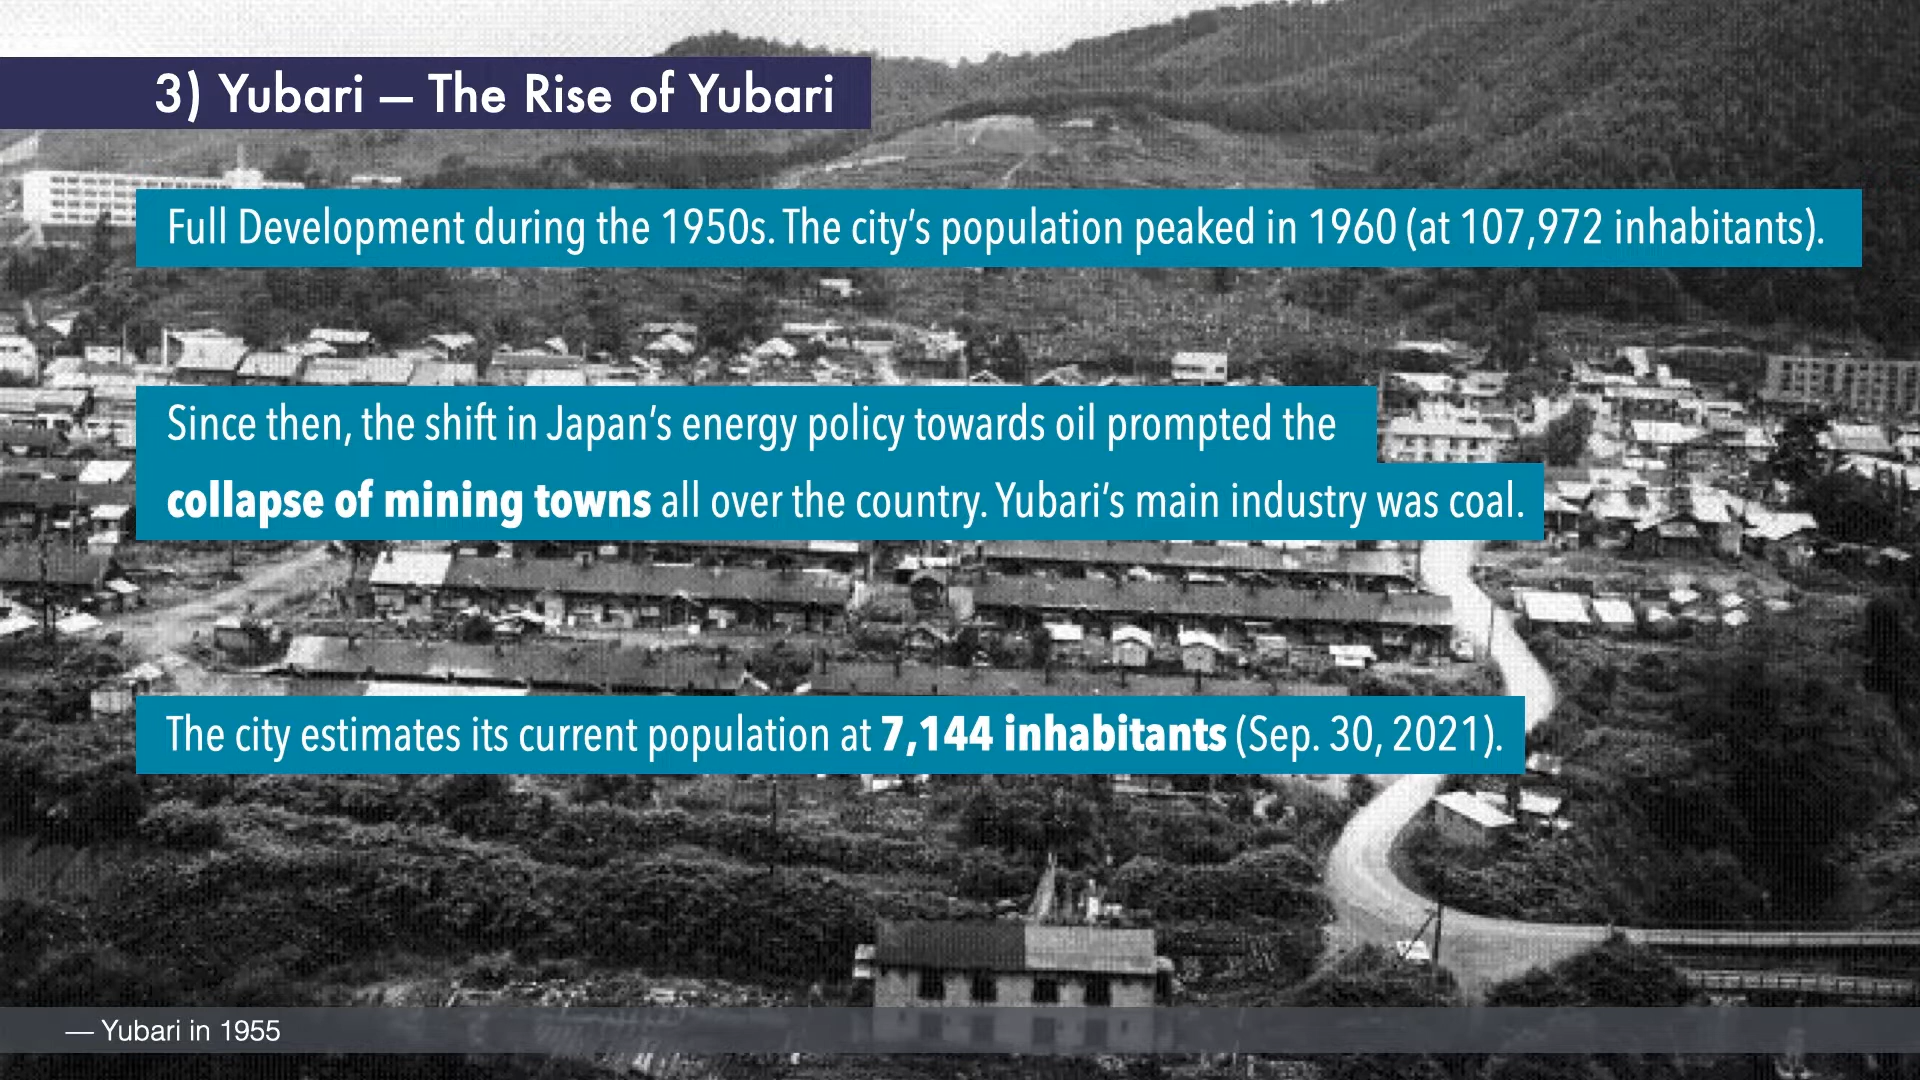 3) Yubari — The Rise of Yubari
Full Development during the 1950s. The city’s population peaked in 1960 (at 107,972 inhabitants).
Since then, the shift in Japan’s energy policy towards oil prompted the
collapse of mining towns all over the country. Yubari’s main industry was coal.
The city estimates its current population at 7,144 inhabitants (Sep. 30, 2021).
— Yubari in 1955